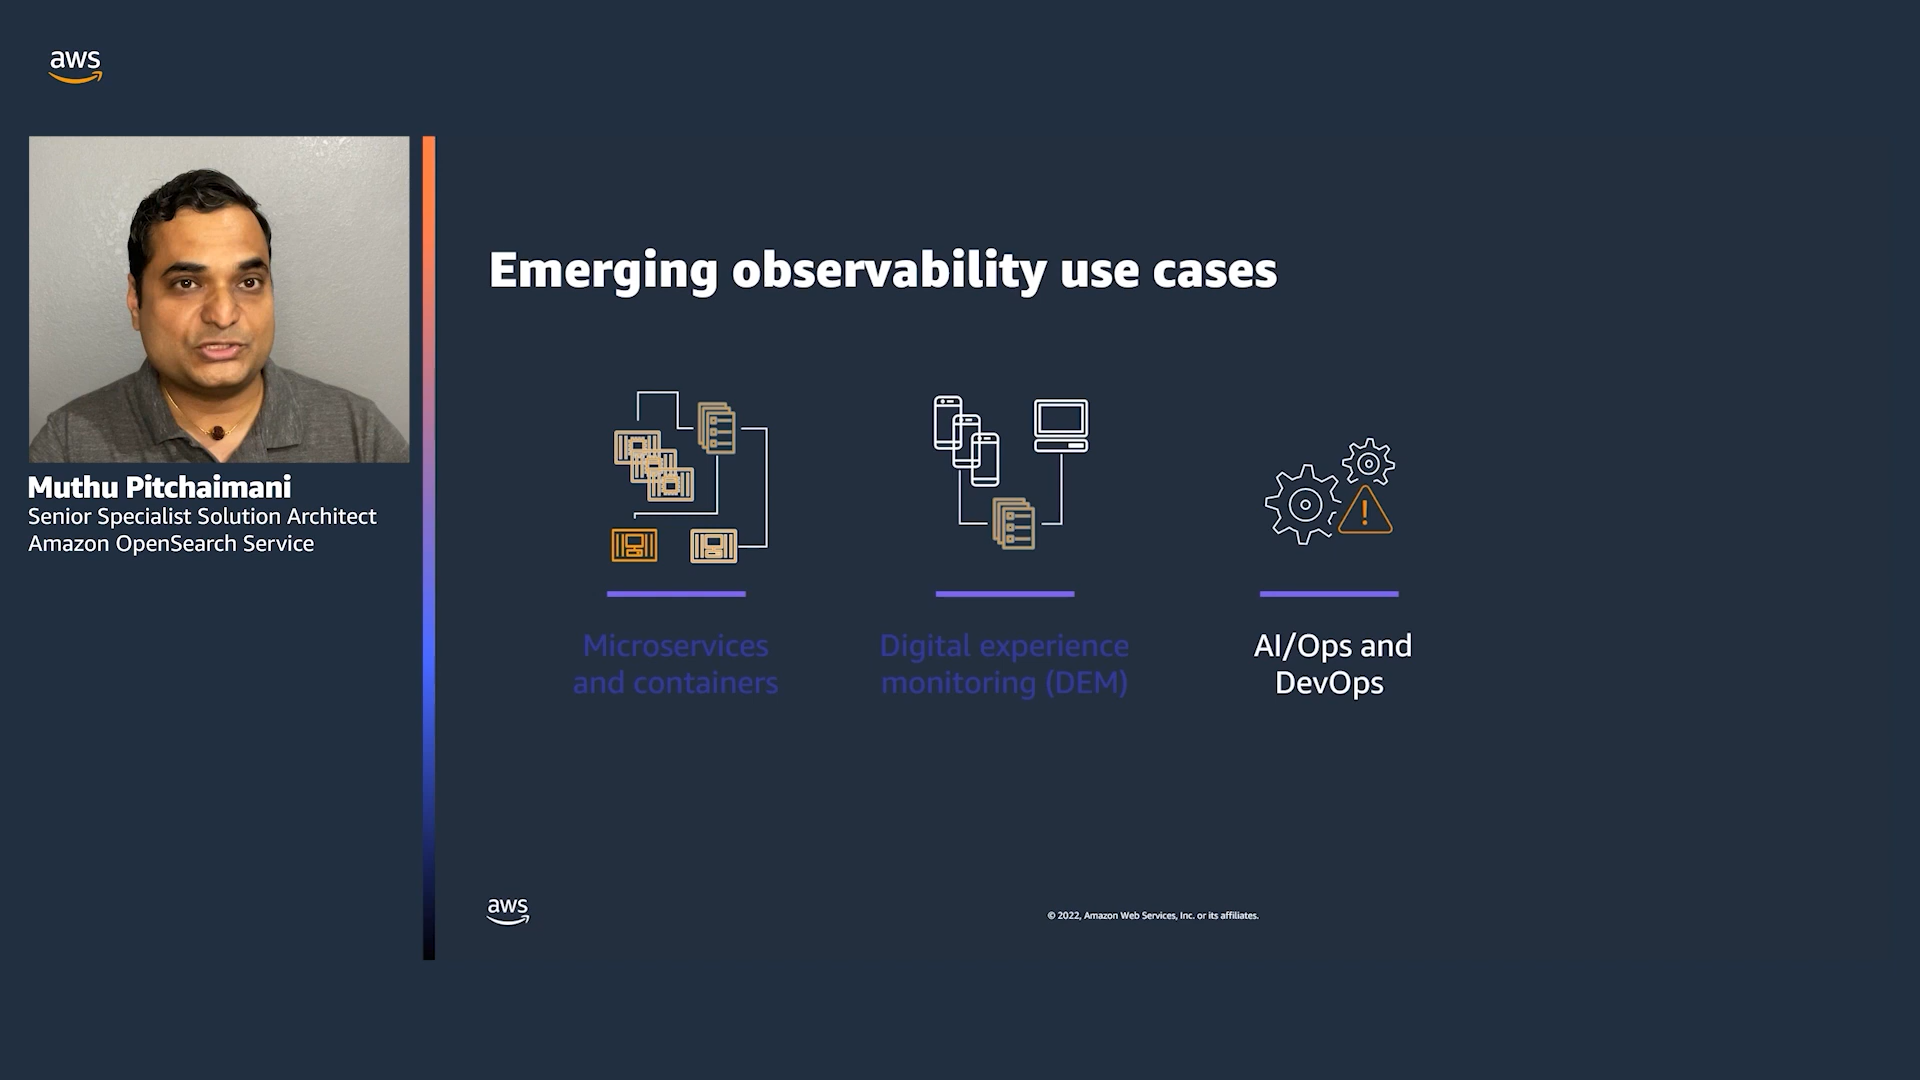 aws
Muthu Pitchaimani
Senior Specialist Solution Architect
Amazon OpenSearch Service
Emerging observability use cases
Microservices
and containers
Digital experience
monitoring (DEM)
AI/Ops and
DevOps
aws
© 2022, Amazon Web Services, Inc. or its affiliates.